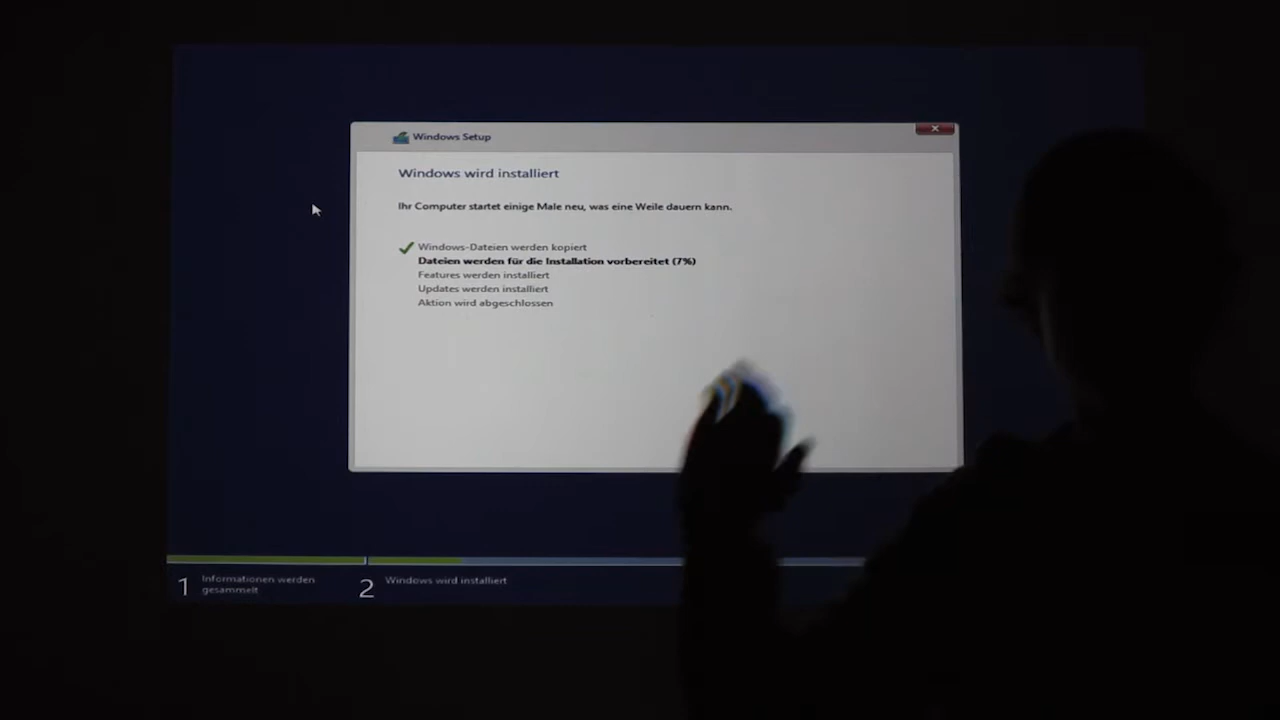 Windows Setup
Windows wird installiert
Ihr Computer startet einige Male neu, was eine Weile dauern kann.
Windows-Dateien werden kopiert
Dateien werden für die Installation vorbereitet (7%)
Features werden installiert
Updates werden installiert
Aktion wird abgeschlossen
1 Informationen werden
gesammelt
2 Windows wird installiert